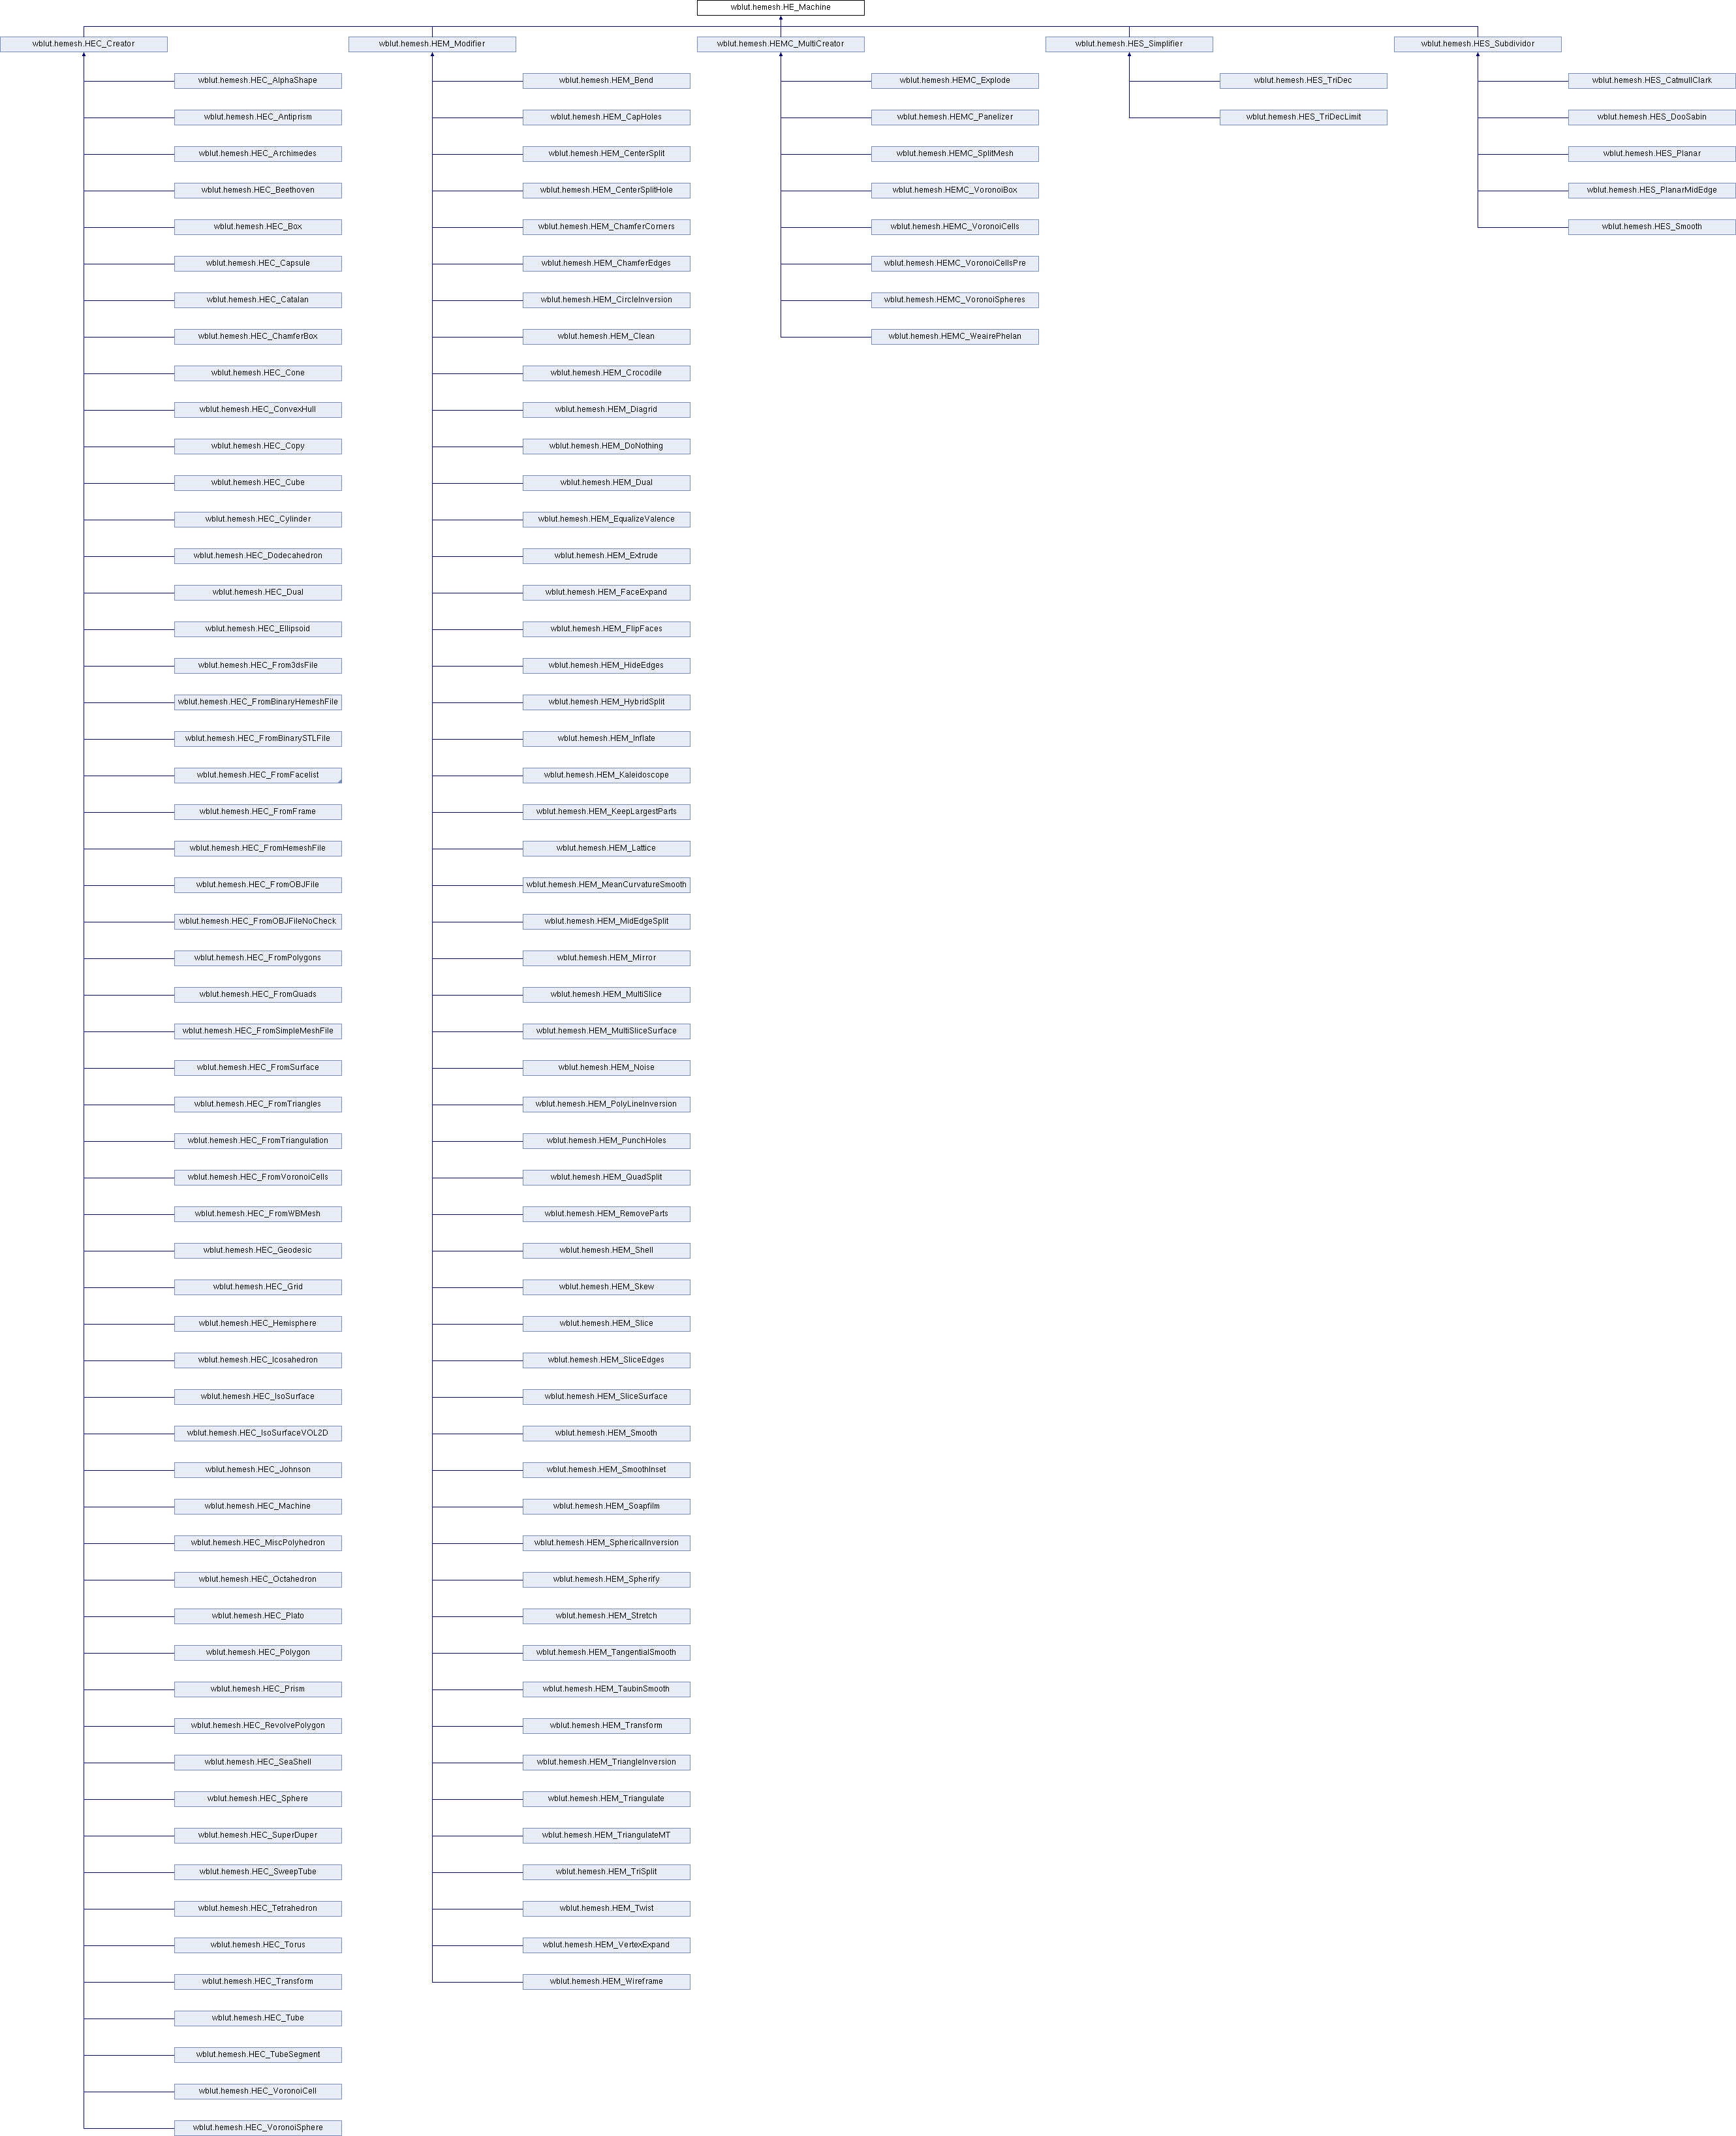 wblut.hemesh.HE_Machine
wblut.hemesh.HEC_Creator
wblut.hemesh.HEM_Modifier
wblut.hemesh.HEMC_MultiCreator
wblut.hemesh.HES_Simplifier
wblut.hemesh.HES_Subdividor
wblut.hemesh.HEC_AlphaShape
wblut.hemesh.HEC_Antiprism
wblut.hemesh.HEC_Archimedes
wblut.hemesh.HEC_Beethoven
wblut.hemesh.HEC_Box
wblut.hemesh.HEC_Capsule
wblut.hemesh.HEC_Catalan
wblut.hemesh.HEC_ChamferBox
wblut.hemesh.HEC_Cone
wblut.hemesh.HEC_ConvexHull
wblut.hemesh.HEC_Copy
wblut.hemesh.HEC_Cube
wblut.hemesh.HEC_Cylinder
wblut.hemesh.HEC_Dodecahedron
wblut.hemesh.HEC_Dual
wblut.hemesh.HEC_Ellipsoid
wblut.hemesh.HEC_From3dsFile
wblut.hemesh.HEC_FromBinaryHemeshFile
wblut.hemesh.HEC_FromBinarySTLFile
wblut.hemesh.HEC_FromFacelist
wblut.hemesh.HEC_FromFrame
wblut.hemesh.HEC_FromHemeshFile
wblut.hemesh.HEC_FromOBJFile
wblut.hemesh.HEC_FromOBJFileNoCheck
wblut.hemesh.HEC_FromPolygons
wblut.hemesh.HEC_FromQuads
wblut.hemesh.HEC_FromSimpleMeshFile
wblut.hemesh.HEC_FromSurface
wblut.hemesh.HEC_FromTriangles
wblut.hemesh.HEC_FromTriangulation
wblut.hemesh.HEC_FromVoronoiCells
wblut.hemesh.HEC_FromWBMesh
wblut.hemesh.HEC_Geodesic
wblut.hemesh.HEC_Grid
wblut.hemesh.HEC_Hemisphere
wblut.hemesh.HEC_Icosahedron
wblut.hemesh.HEC_IsoSurface
wblut.hemesh.HEC_IsoSurfaceVOL2D
wblut.hemesh.HEC_Johnson
wblut.hemesh.HEC_Machine
wblut.hemesh.HEC_MiscPolyhedron
wblut.hemesh.HEC_Octahedron
wblut.hemesh.HEC_Plato
wblut.hemesh.HEC_Polygon
wblut.hemesh.HEC_Prism
wblut.hemesh.HEC_RevolvePolygon
wblut.hemesh.HEC_SeaShell
wblut.hemesh.HEC_Sphere
wblut.hemesh.HEC_SuperDuper
wblut.hemesh.HEC_SweepTube
wblut.hemesh.HEC_Tetrahedron
wblut.hemesh.HEC_Torus
wblut.hemesh.HEC_Transform
wblut.hemesh.HEC_Tube
wblut.hemesh.HEC_TubeSegment
wblut.hemesh.HEC_VoronoiCell
wblut.hemesh.HEC_VoronoiSphere
wblut.hemesh.HEM_Bend
wblut.hemesh.HEM_CapHoles
wblut.hemesh.HEM_CenterSplit
wblut.hemesh.HEM_CenterSplitHole
wblut.hemesh.HEM_ChamferCorners
wblut.hemesh.HEM_ChamferEdges
wblut.hemesh.HEM_CircleInversion
wblut.hemesh.HEM_Clean
wblut.hemesh.HEM_Crocodile
wblut.hemesh.HEM_Diagrid
wblut.hemesh.HEM_DoNothing
wblut.hemesh.HEM_Dual
wblut.hemesh.HEM_EqualizeValence
wblut.hemesh.HEM_Extrude
wblut.hemesh.HEM_FaceExpand
wblut.hemesh.HEM_FlipFaces
wblut.hemesh.HEM_HideEdges
wblut.hemesh.HEM_HybridSplit
wblut.hemesh.HEM_Inflate
wblut.hemesh.HEM_Kaleidoscope
wblut.hemesh.HEM_KeepLargestParts
wblut.hemesh.HEM_Lattice
wblut.hemesh.HEM_MeanCurvatureSmooth
wblut.hemesh.HEM_MidEdgeSplit
wblut.hemesh.HEM_Mirror
wblut.hemesh.HEM_MultiSlice
wblut.hemesh.HEM_MultiSliceSurface
wblut.hemesh.HEM_Noise
wblut.hemesh.HEM_PolyLineInversion
wblut.hemesh.HEM_PunchHoles
wblut.hemesh.HEM_QuadSplit
wblut.hemesh.HEM_RemoveParts
wblut.hemesh.HEM_Shell
wblut.hemesh.HEM_Skew
wblut.hemesh.HEM_Slice
wblut.hemesh.HEM_SliceEdges
wblut.hemesh.HEM_SliceSurface
wblut.hemesh.HEM_Smooth
wblut.hemesh.HEM_SmoothInset
wblut.hemesh.HEM_Soapfilm
wblut.hemesh.HEM_SphericalInversion
wblut.hemesh.HEM_Spherify
wblut.hemesh.HEM_Stretch
wblut.hemesh.HEM_TangentialSmooth
wblut.hemesh.HEM_TaubinSmooth
wblut.hemesh.HEM_Transform
wblut.hemesh.HEM_TriangleInversion
wblut.hemesh.HEM_Triangulate
wblut.hemesh.HEM_TriangulateMT
wblut.hemesh.HEM_TriSplit
wblut.hemesh.HEM_Twist
wblut.hemesh.HEM_VertexExpand
wblut.hemesh.HEM_Wireframe
wblut.hemesh.HEMC_Explode
wblut.hemesh.HEMC_Panelizer
wblut.hemesh.HEMC_SplitMesh
wblut.hemesh.HEMC_VoronoiBox
wblut.hemesh.HEMC_VoronoiCells
wblut.hemesh.HEMC_VoronoiCellsPre
wblut.hemesh.HEMC_VoronoiSpheres
wblut.hemesh.HEMC_WeairePhelan
wblut.hemesh.HES_TriDec
wblut.hemesh.HES_TriDecLimit
wblut.hemesh.HES_CatmullClark
wblut.hemesh.HES_DooSabin
wblut.hemesh.HES_Planar
wblut.hemesh.HES_PlanarMidEdge
wblut.hemesh.HES_Smooth